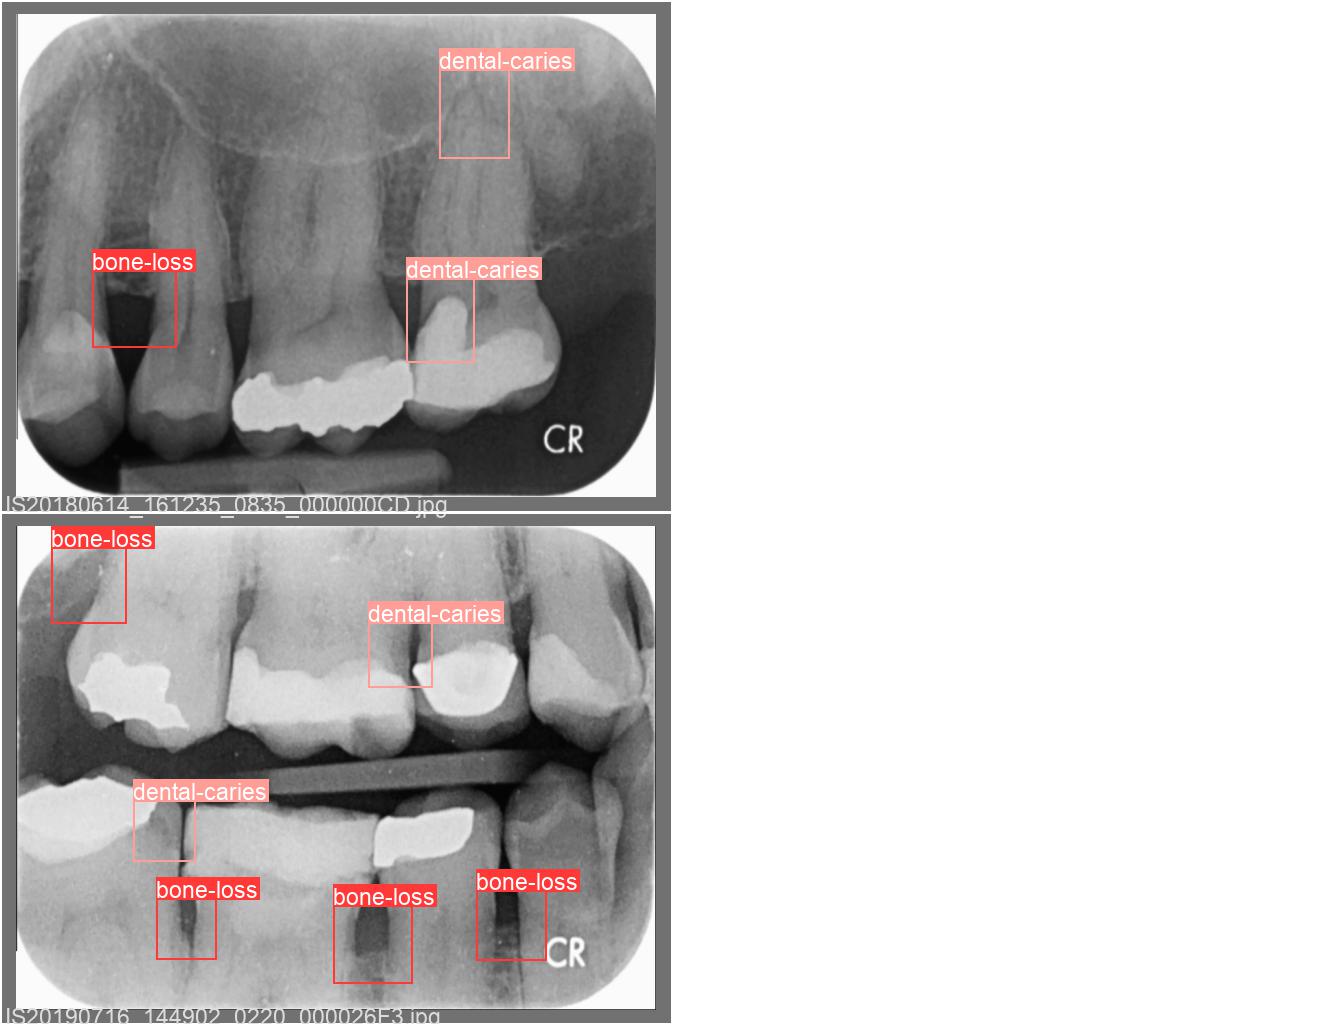 dental-caries
bone-loss
dental-caries
CR
IS20180614_161235_0835_000000CD.jpg
bone-loss
dental-caries
dental-caries
bone-loss
bone-loss
bone-loss
CR
IS20190716_144902_0220_000026F3.jpg